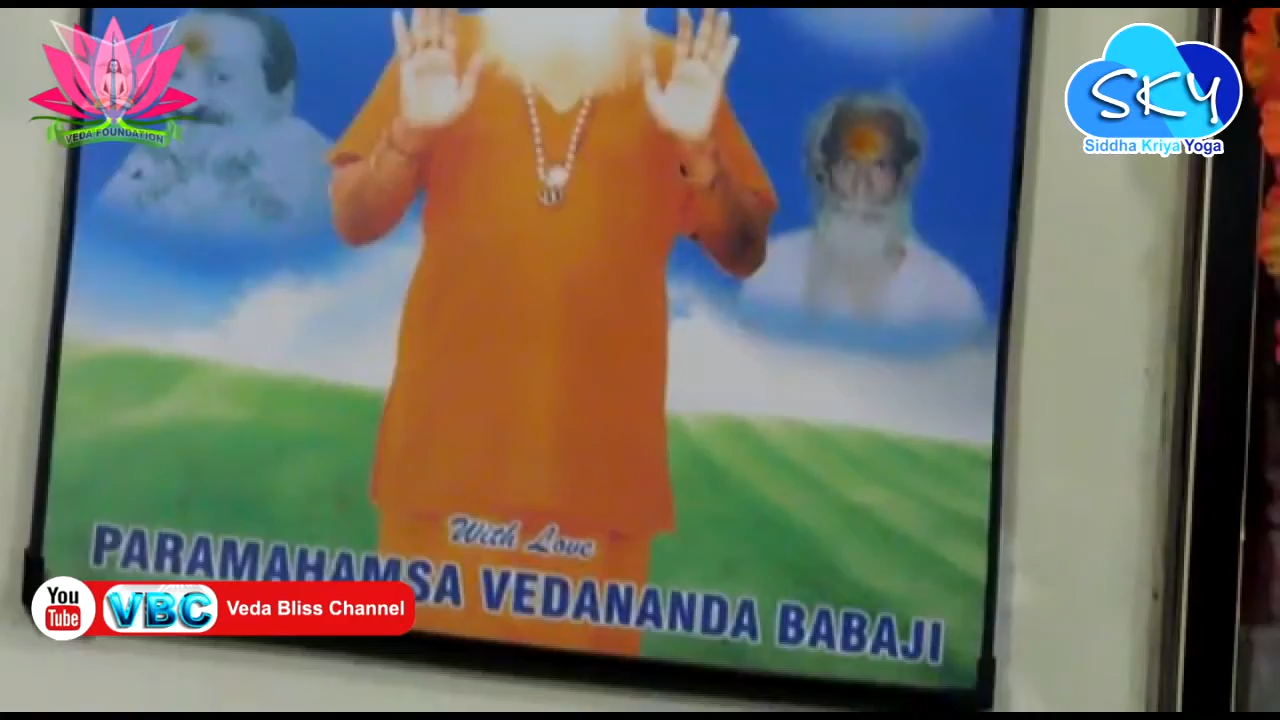 VEDA FOUNDATION
SKY
Siddha Kriya Yoga
With Love
PARAMAHAMSA VEDANANDA BABAJI
You
Tube
VBC
Veda Bliss Channel